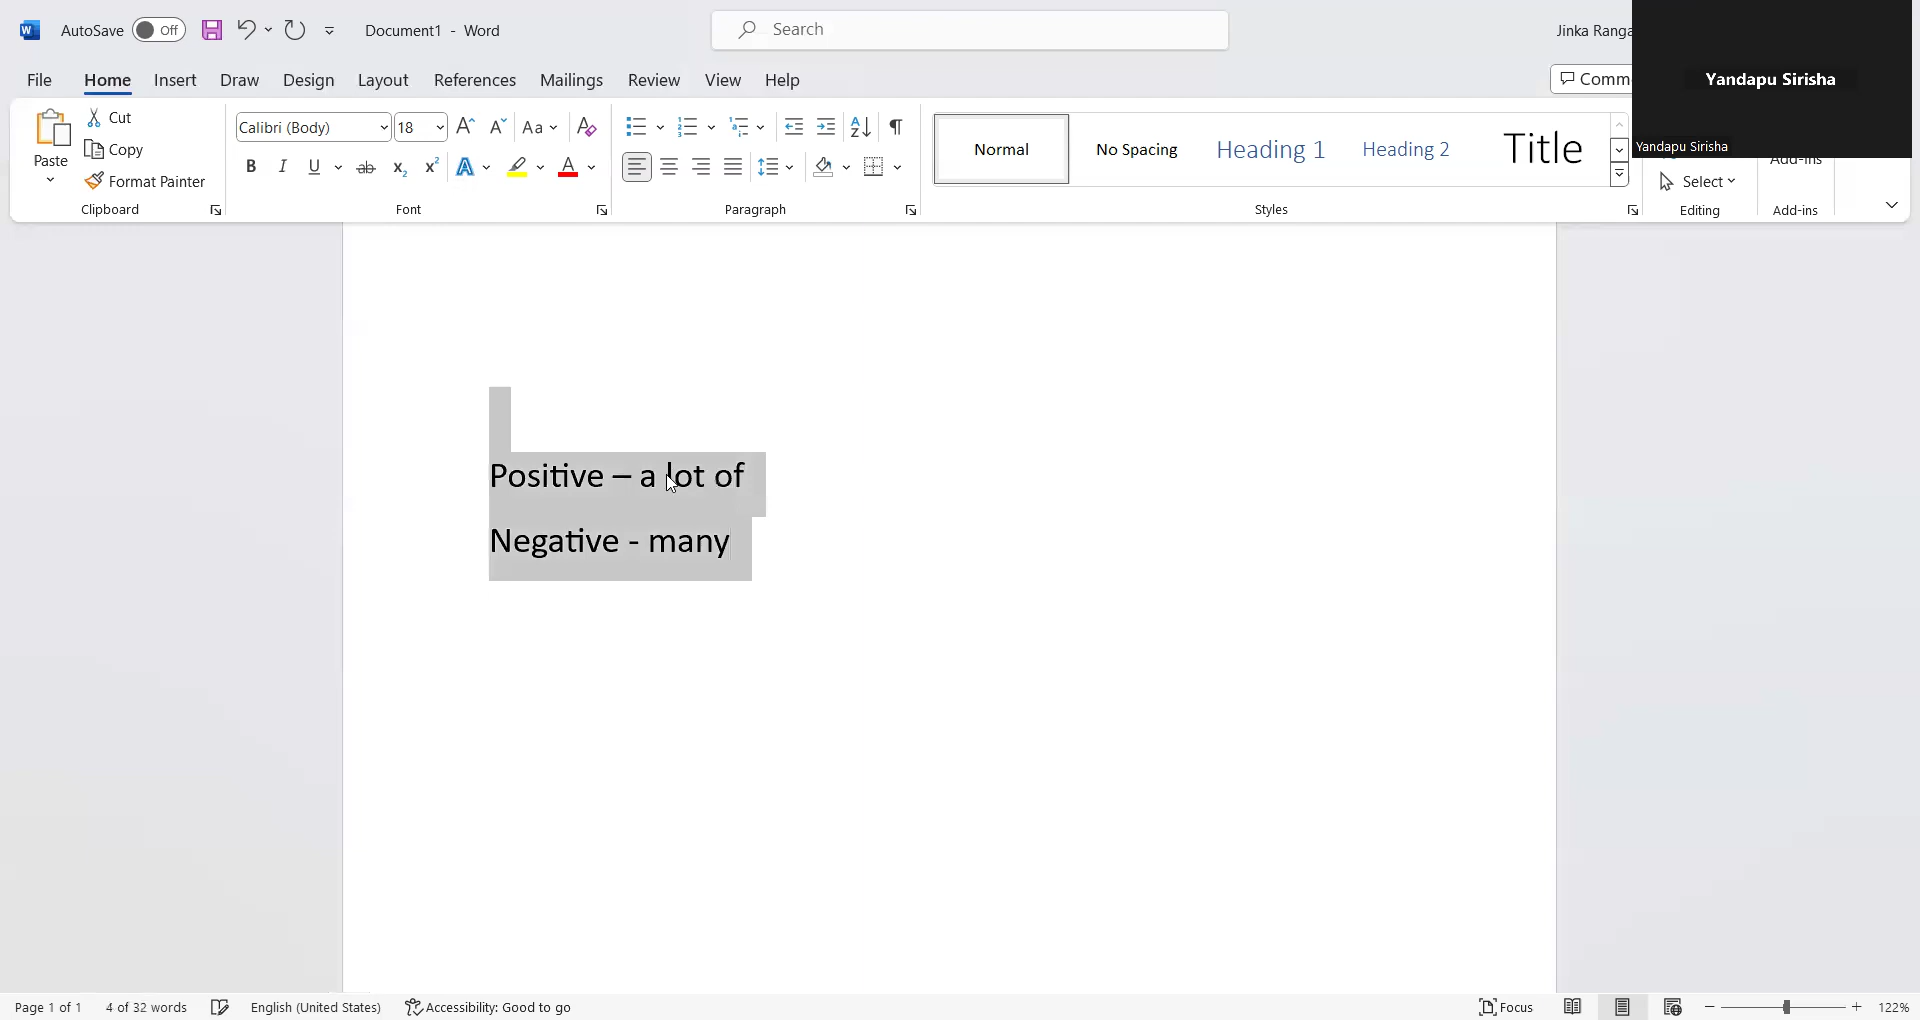 AutoSave Off Document1 - Word Search Jinka Ranga
File Home Insert Draw Design Layout References Mailings Review View Help Comm
Yandapu Sirisha
Yandapu Sirisha
Paste Cut Copy Format Painter Clipboard
Calibri (Body) 18 Aa Font
Paragraph
Normal No Spacing Heading 1 Heading 2 Title Styles
Select Editing
Add-ins
Add-ins
Positive – a lot of
Negative - many
Page 1 of 1 4 of 32 words English (United States) Accessibility: Good to go Focus 122%